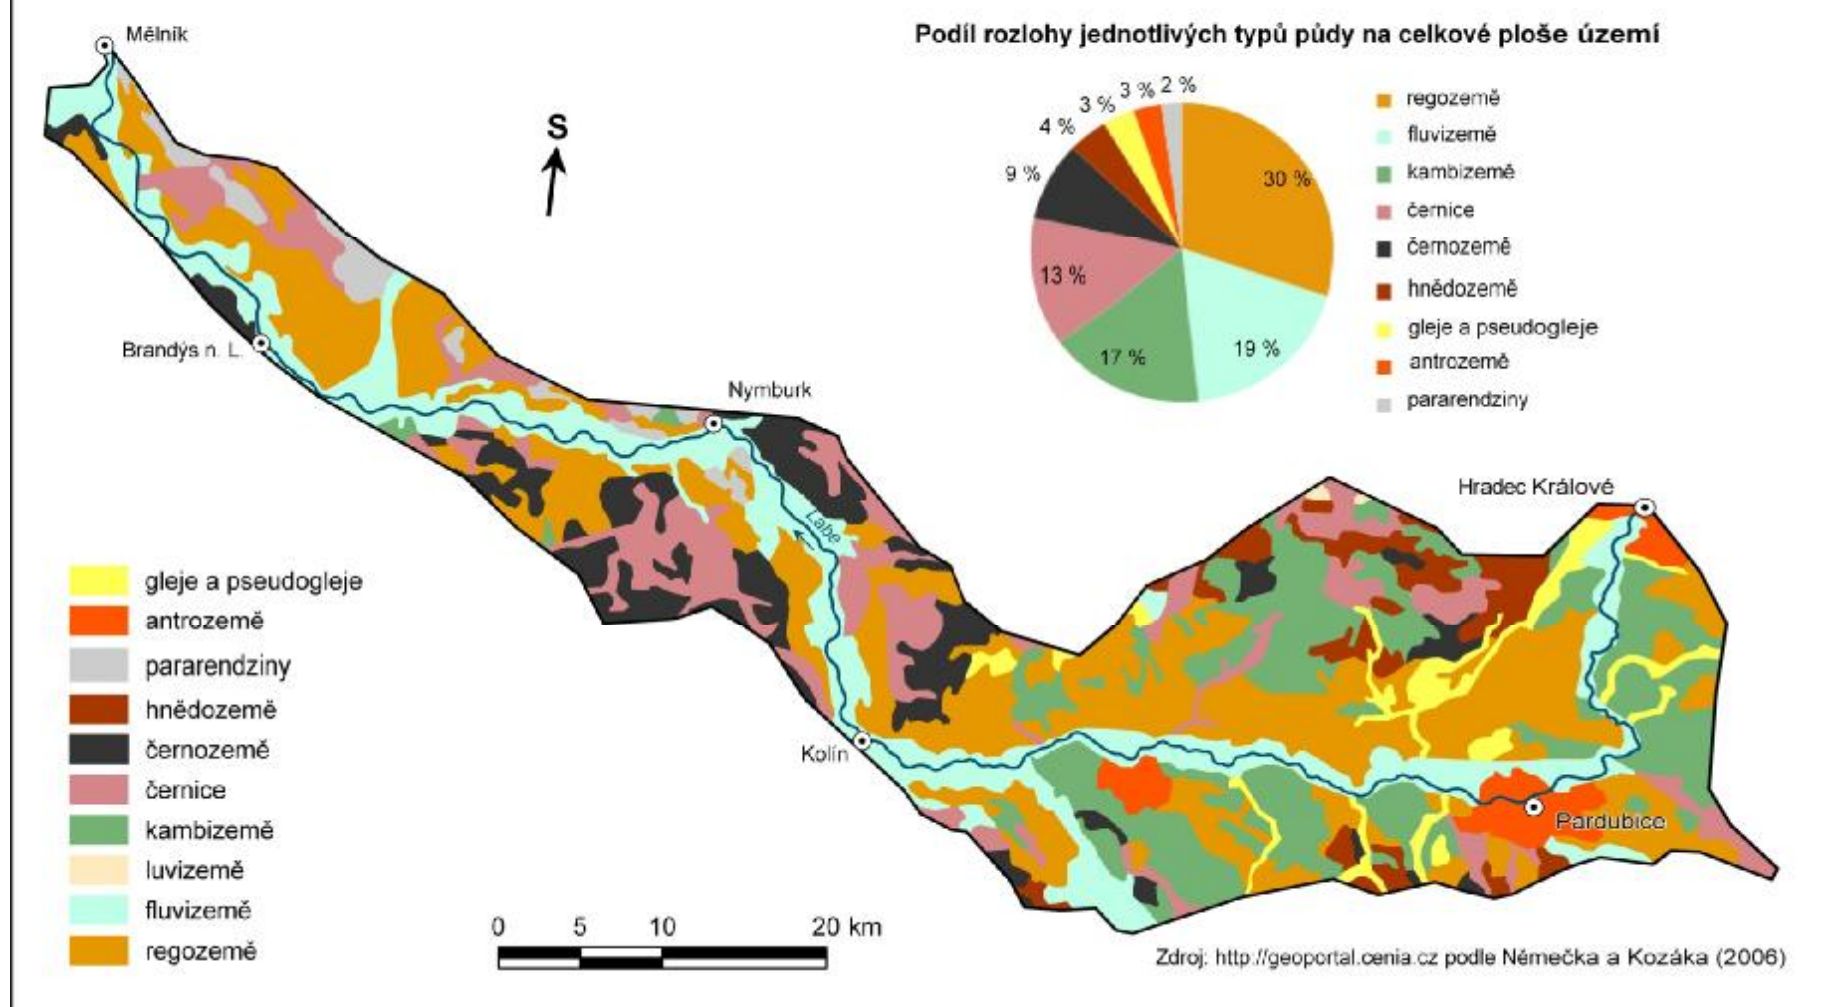 Mělník
Podíl rozlohy jednotlivých typů půdy na celkové ploše území
S
3 % 3 % 2 %
4 %
9 %
30 %
13 %
17 %
19 %
regozemě
fluvizemě
kambizemě
černice
černozemě
hnědozemě
gleje a pseudogleje
antrozemě
pararendziny
Brandýs n. L.
Nymburk
Hradec Králové
Labe
Kolín
Pardubice
gleje a pseudogleje
antrozemě
pararendziny
hnědozemě
černozemě
černice
kambizemě
luvizemě
fluvizemě
regozemě
0 5 10 20 km
Zdroj: http://geoportal.cenia.cz podle Němečka a Kozáka (2006)